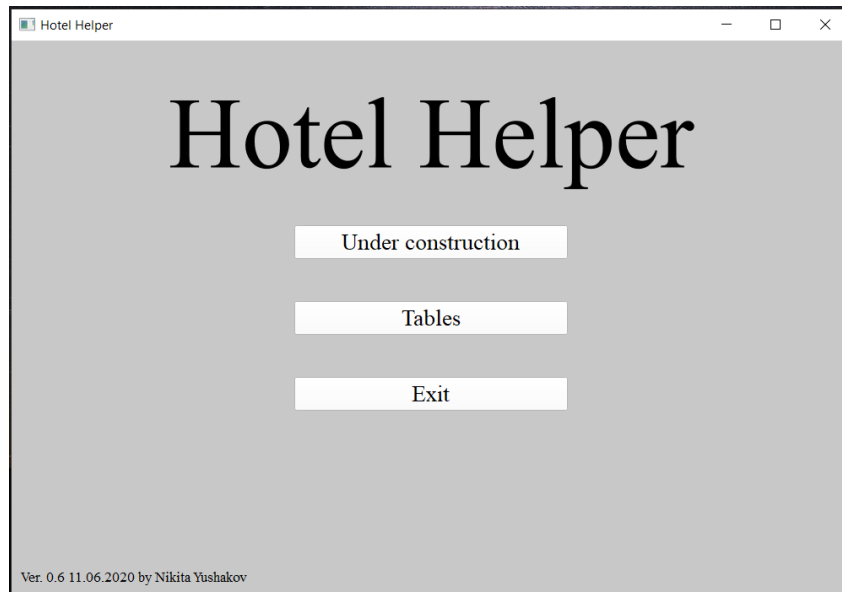 Hotel Helper
Hotel Helper
Under construction
Tables
Exit
Ver. 0.6 11.06.2020 by Nikita Yushakov